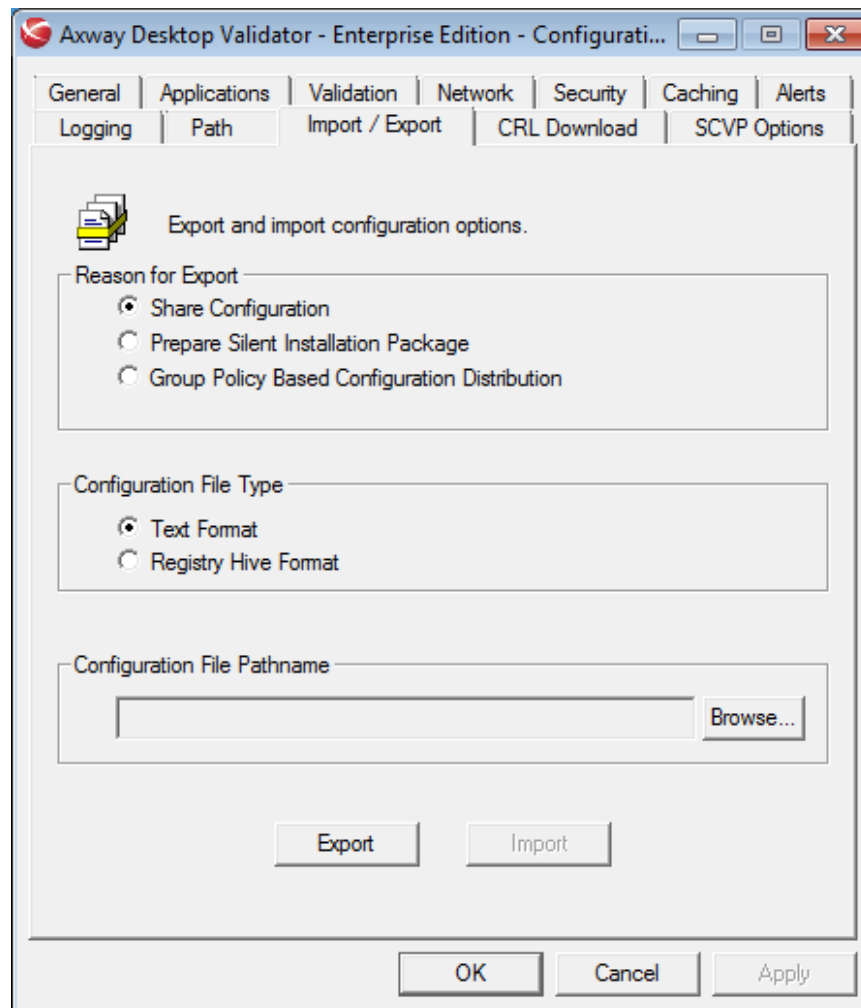 Axway Desktop Validator - Enterprise Edition - Configurati...
General Applications Validation Network Security Caching Alerts
Logging Path Import / Export CRL Download SCVP Options
Export and import configuration options.
Reason for Export
Share Configuration
Prepare Silent Installation Package
Group Policy Based Configuration Distribution
Configuration File Type
Text Format
Registry Hive Format
Configuration File Pathname
Browse...
Export Import
OK Cancel Apply